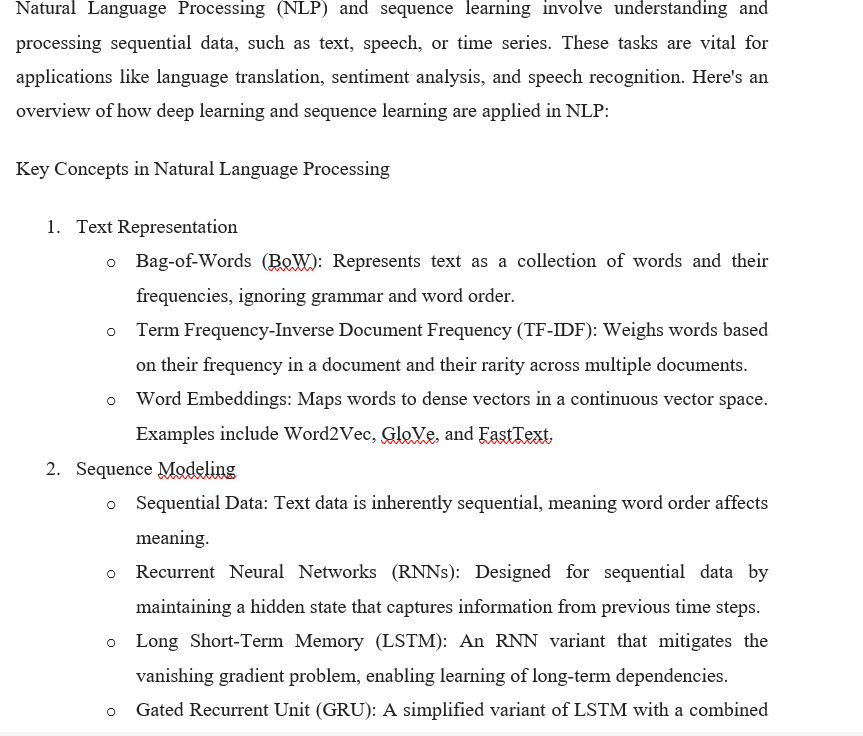 Natural Language Processing (NLP) and sequence learning involve understanding and
processing sequential data, such as text, speech, or time series. These tasks are vital for
applications like language translation, sentiment analysis, and speech recognition. Here's an
overview of how deep learning and sequence learning are applied in NLP:
Key Concepts in Natural Language Processing
1. Text Representation
o Bag-of-Words (BoW): Represents text as a collection of words and their
frequencies, ignoring grammar and word order.
o Term Frequency-Inverse Document Frequency (TF-IDF): Weighs words based
on their frequency in a document and their rarity across multiple documents.
o Word Embeddings: Maps words to dense vectors in a continuous vector space.
Examples include Word2Vec, GloVe, and FastText.
2. Sequence Modeling
o Sequential Data: Text data is inherently sequential, meaning word order affects
meaning.
o Recurrent Neural Networks (RNNs): Designed for sequential data by
maintaining a hidden state that captures information from previous time steps.
o Long Short-Term Memory (LSTM): An RNN variant that mitigates the
vanishing gradient problem, enabling learning of long-term dependencies.
o Gated Recurrent Unit (GRU): A simplified variant of LSTM with a combined